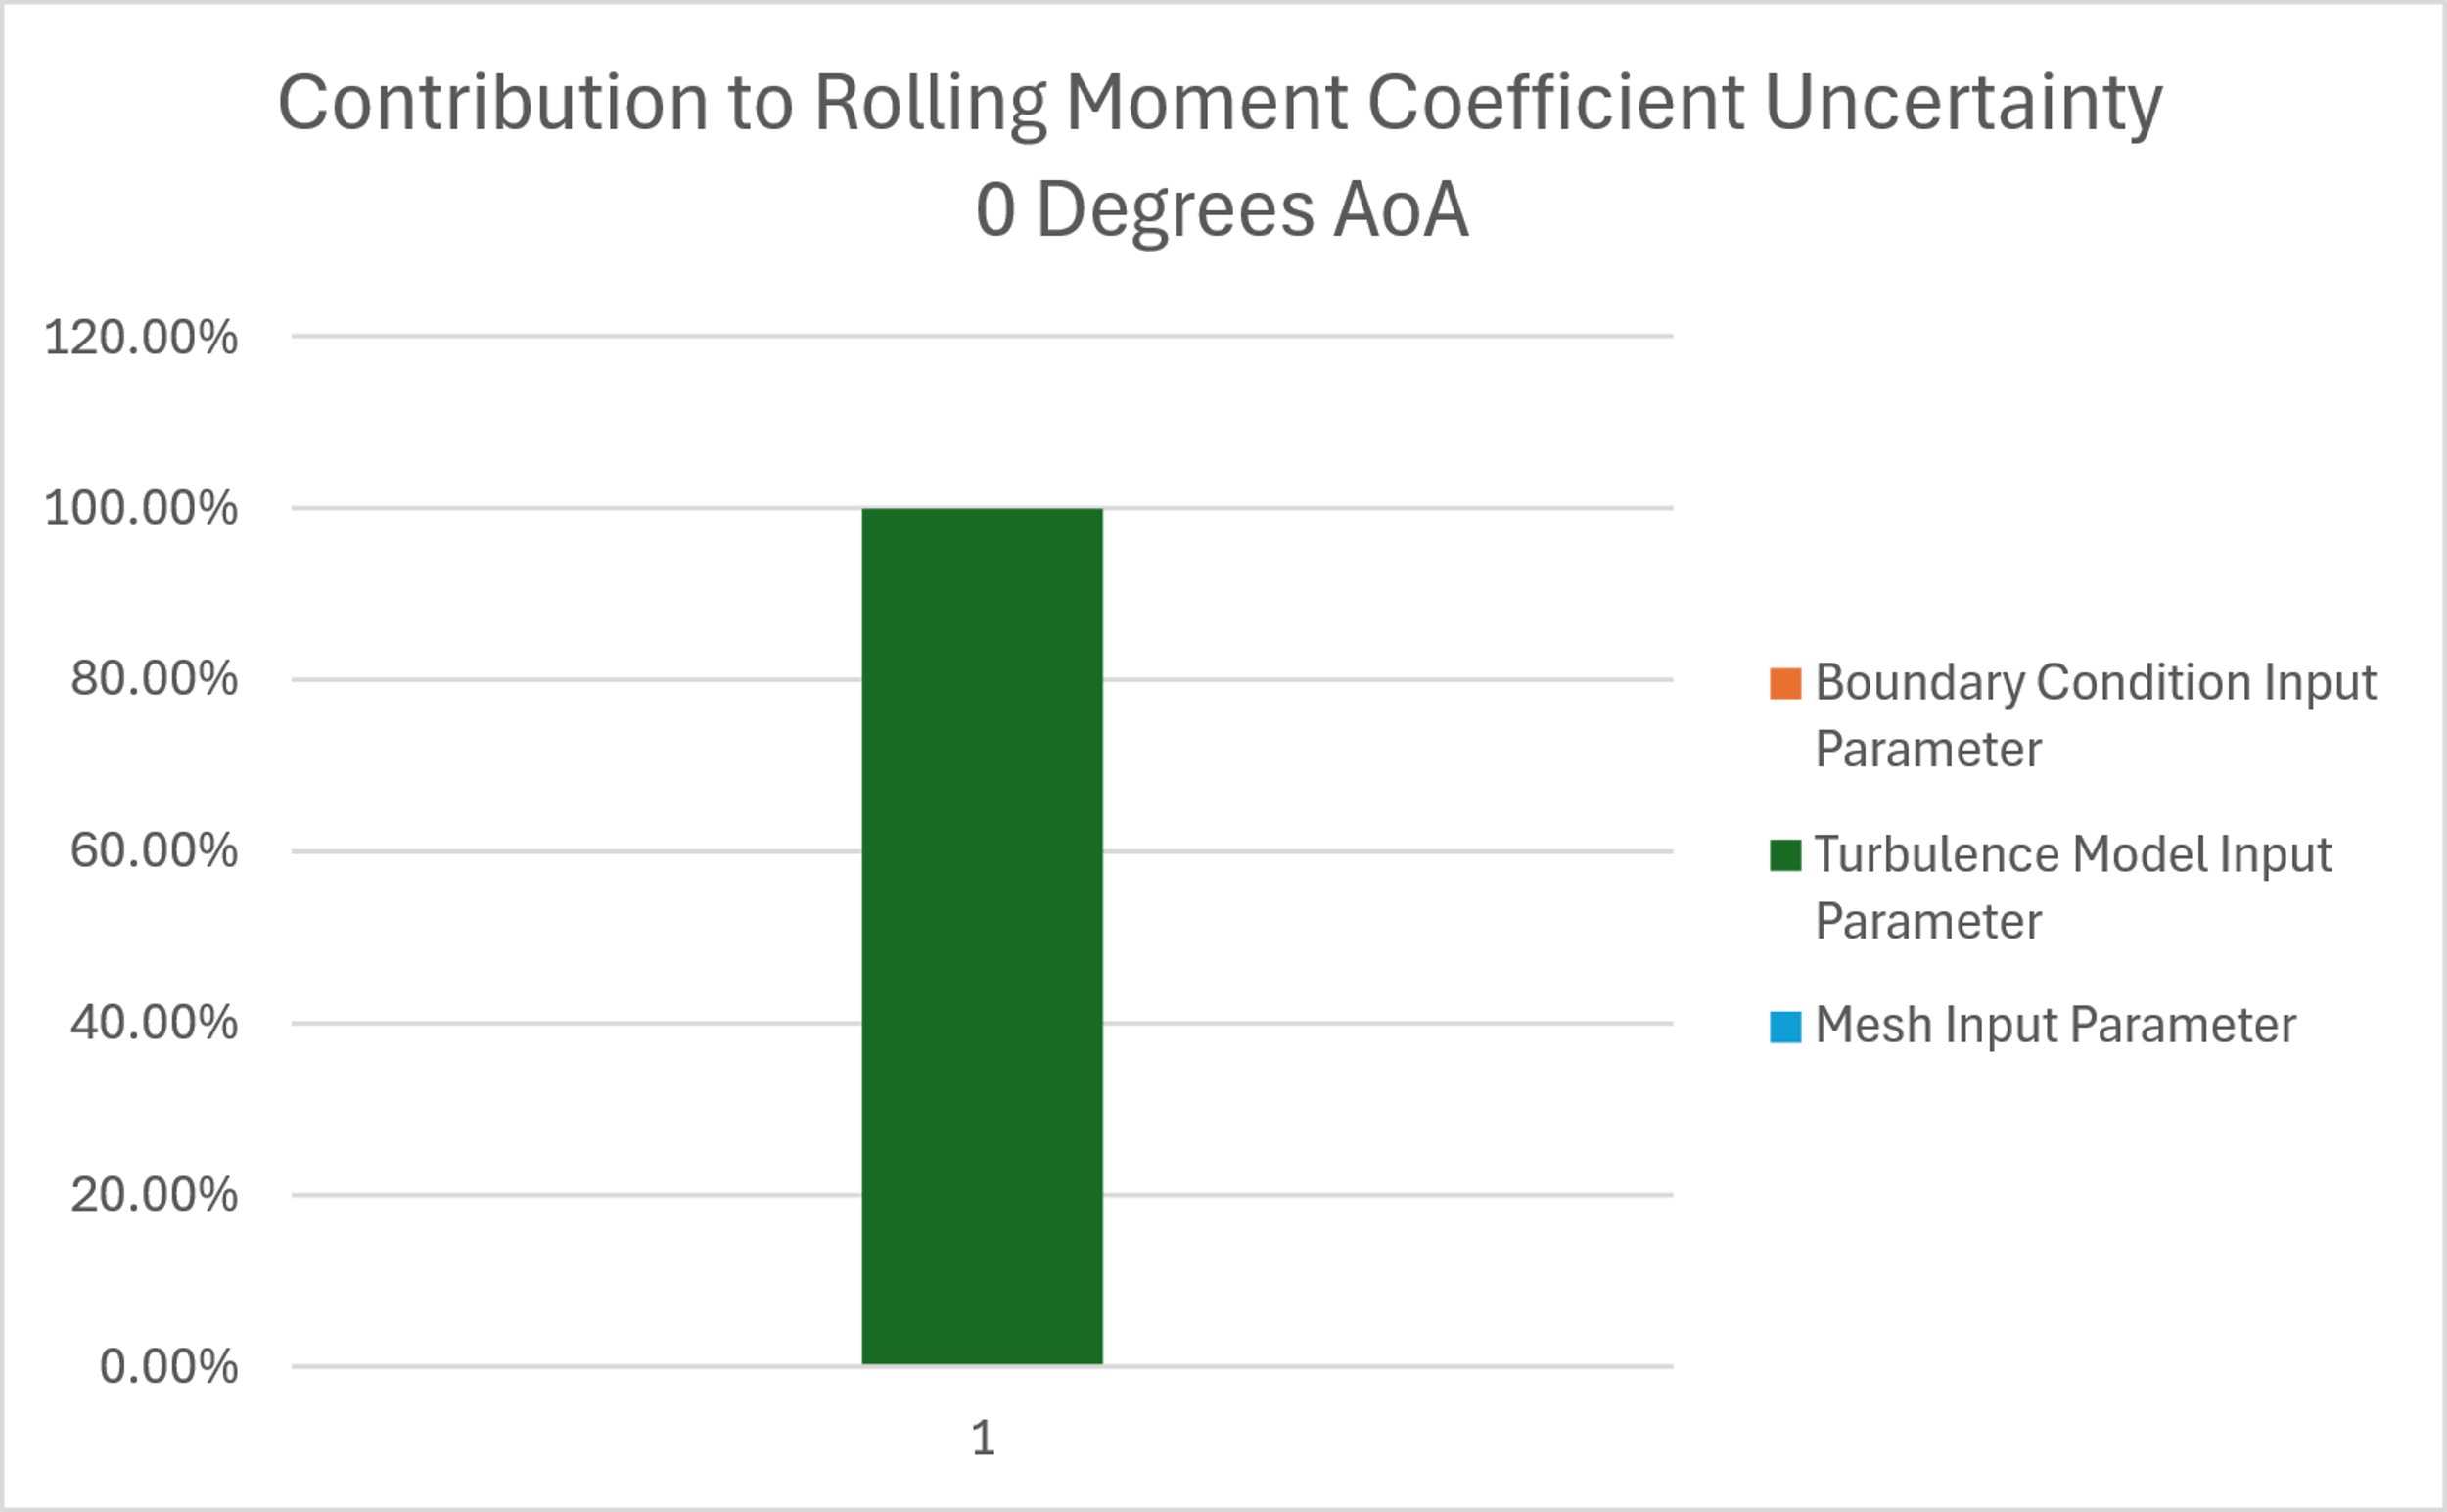 Contribution to Rolling Moment Coefficient Uncertainty
0 Degrees AoA
120.00%
100.00%
80.00%
60.00%
40.00%
20.00%
0.00%
1
Boundary Condition Input
Parameter
Turbulence Model Input
Parameter
Mesh Input Parameter